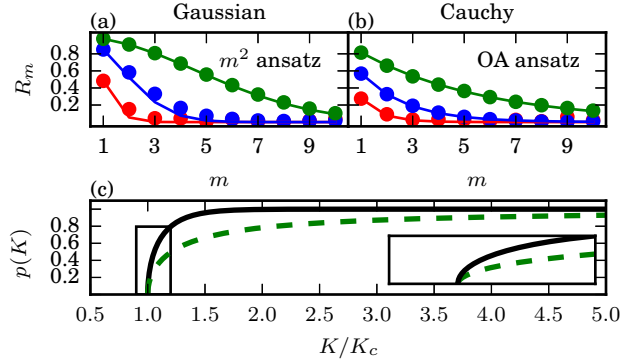 Gaussian
Cauchy
(a)
(b)
m² ansatz
OA ansatz
R_m
0.8
0.6
0.4
0.2
1 3 5 7 9
1 3 5 7 9
m
m
(c)
p(K)
0.8
0.6
0.4
0.2
0.5 1.0 1.5 2.0 2.5 3.0 3.5 4.0 4.5 5.0
K/K_c